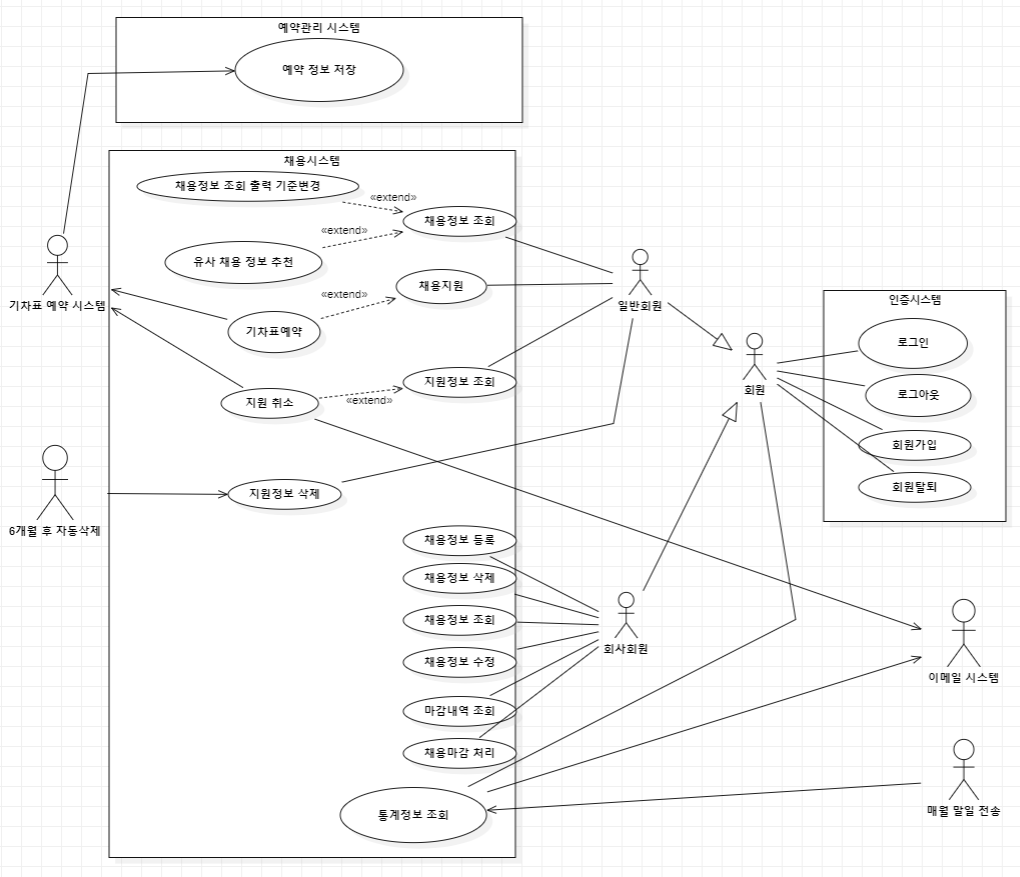 예약관리 시스템
예약 정보 저장
채용시스템
채용정보 조회 출력 기준변경
«extend»
채용정보 조회
«extend»
유사 채용 정보 추천
기차표 예약 시스템
«extend»
채용지원
기차표예약
일반회원
인증시스템
로그인
회원
로그아웃
지원정보 조회
«extend»
지원 취소
회원가입
회원탈퇴
지원정보 삭제
6개월 후 자동삭제
채용정보 등록
채용정보 삭제
채용정보 조회
회사회원
채용정보 수정
이메일 시스템
마감내역 조회
채용마감 처리
통계정보 조회
매월 말일 전송